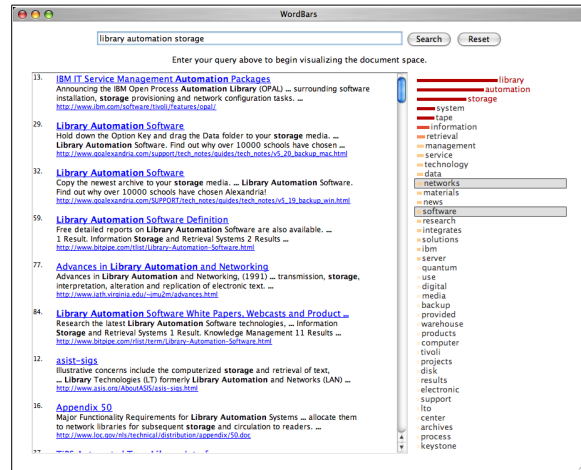 WordBars
library automation storage
Search
Reset
Enter your query above to begin visualizing the document space.
13. IBM IT Service Management Automation Packages
Announcing the IBM Open Process Automation Library (OPAL) ... surrounding software
installation, storage provisioning and network configuration tasks. ...
http://www.ibm.com/software/tivoli/features/opal/
29. Library Automation Software
Hold down the Option Key and drag the Data folder to your storage media. ...
Library Automation Software. Find out why over 10000 schools have chosen ...
http://www.goalexandria.com/support/tech_notes/guides/tech_notes/v5_20_backup_mac.html
32. Library Automation Software
Copy the newest archive to your storage media. ... Library Automation Software.
Find out why over 10000 schools have chosen Alexandria!
http://www.goalexandria.com/SUPPORT/tech_notes/guides/tech_notes/v5_19_backup_win.html
59. Library Automation Software Definition
Free detailed reports on Library Automation Software are also available. ...
1 Result. Information Storage and Retrieval Systems 2 Results ...
http://www.bitpipe.com/tlist/Library-Automation-Software.html
77. Advances in Library Automation and Networking
Advances in Library Automation and Networking, (1991) ... transmission, storage,
interpretation, alteration and replication of electronic text. ...
http://www.iath.virginia.edu/~jmu2m/advances.html
84. Library Automation Software White Papers, Webcasts and Product ...
Research the latest Library Automation Software technologies, ... Information
Storage and Retrieval Systems 1 Result. Knowledge Management 11 Results ...
http://www.bitpipe.com/rlist/term/Library-Automation-Software.html
12. asist-sigs
Illustrative concerns include the computerized storage and retrieval of text,
... Library Technologies (LT) formerly Library Automation and Networks (LAN) ...
http://www.asis.org/AboutASIS/asis-sigs.html
16. Appendix 50
Major Functionality Requirements for Library Automation Systems ... allocate them
to network libraries for subsequent storage and circulation to readers. ...
http://www.loc.gov/nls/technical/distribution/appendix/50.doc
library
automation
storage
system
tape
information
retrieval
management
service
technology
data
networks
materials
news
software
research
integrates
solutions
ibm
server
quantum
use
digital
media
backup
provided
warehouse
products
computer
tivoli
projects
disk
results
electronic
support
lto
center
archives
process
keystone